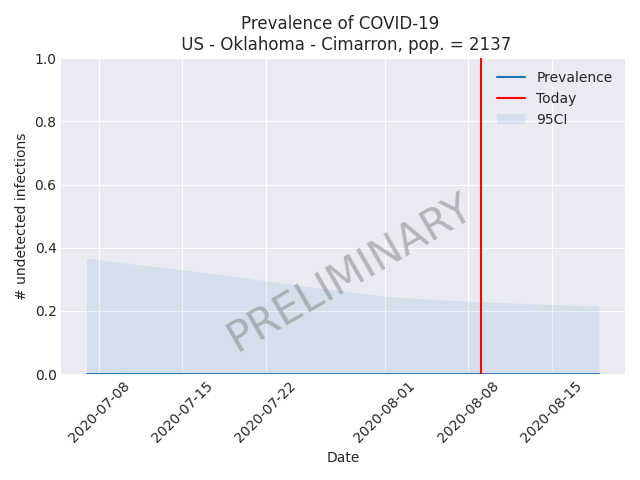 Prevalence of COVID-19
US - Oklahoma - Cimarron, pop. = 2137
1.0
0.8
0.6
0.4
0.2
0.0
# undetected infections
Prevalence
Today
95CI
PRELIMINARY
2020-07-08
2020-07-15
2020-07-22
2020-08-01
2020-08-08
2020-08-15
Date